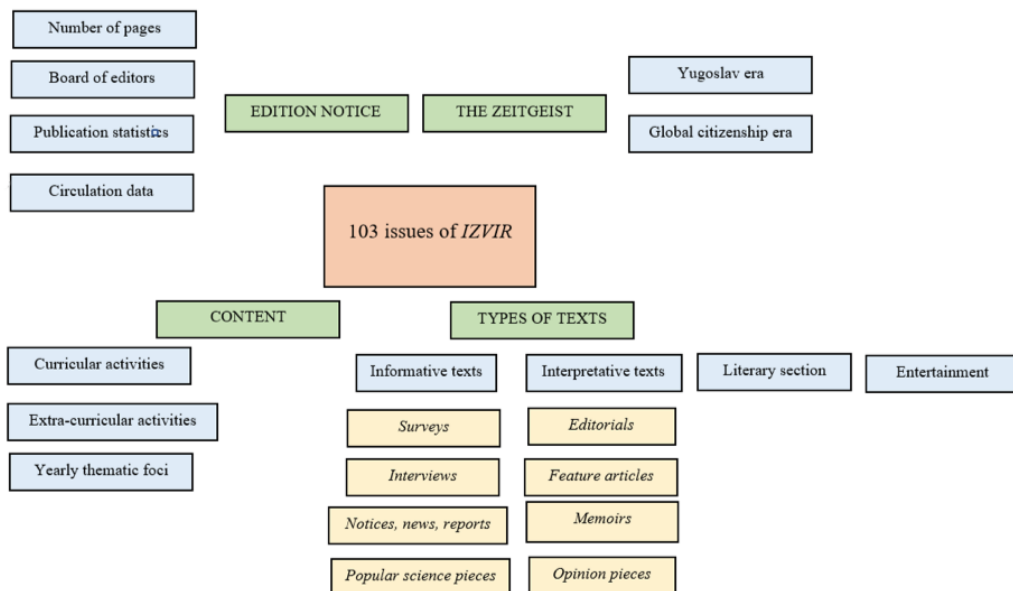 Number of pages
Board of editors
Publication statistics
Circulation data
EDITION NOTICE
THE ZEITGEIST
Yugoslav era
Global citizenship era
103 issues of IZVIR
CONTENT
TYPES OF TEXTS
Curricular activities
Extra-curricular activities
Yearly thematic foci
Informative texts
Interpretative texts
Literary section
Entertainment
Surveys
Editorials
Interviews
Feature articles
Notices, news, reports
Memoirs
Popular science pieces
Opinion pieces